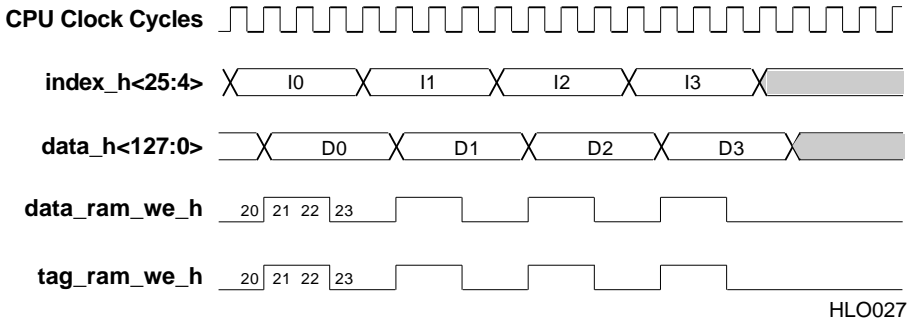 CPU Clock Cycles
index_h<25:4> I0 I1 I2 I3
data_h<127:0> D0 D1 D2 D3
data_ram_we_h 20 21 22 23
tag_ram_we_h 20 21 22 23
HLO027